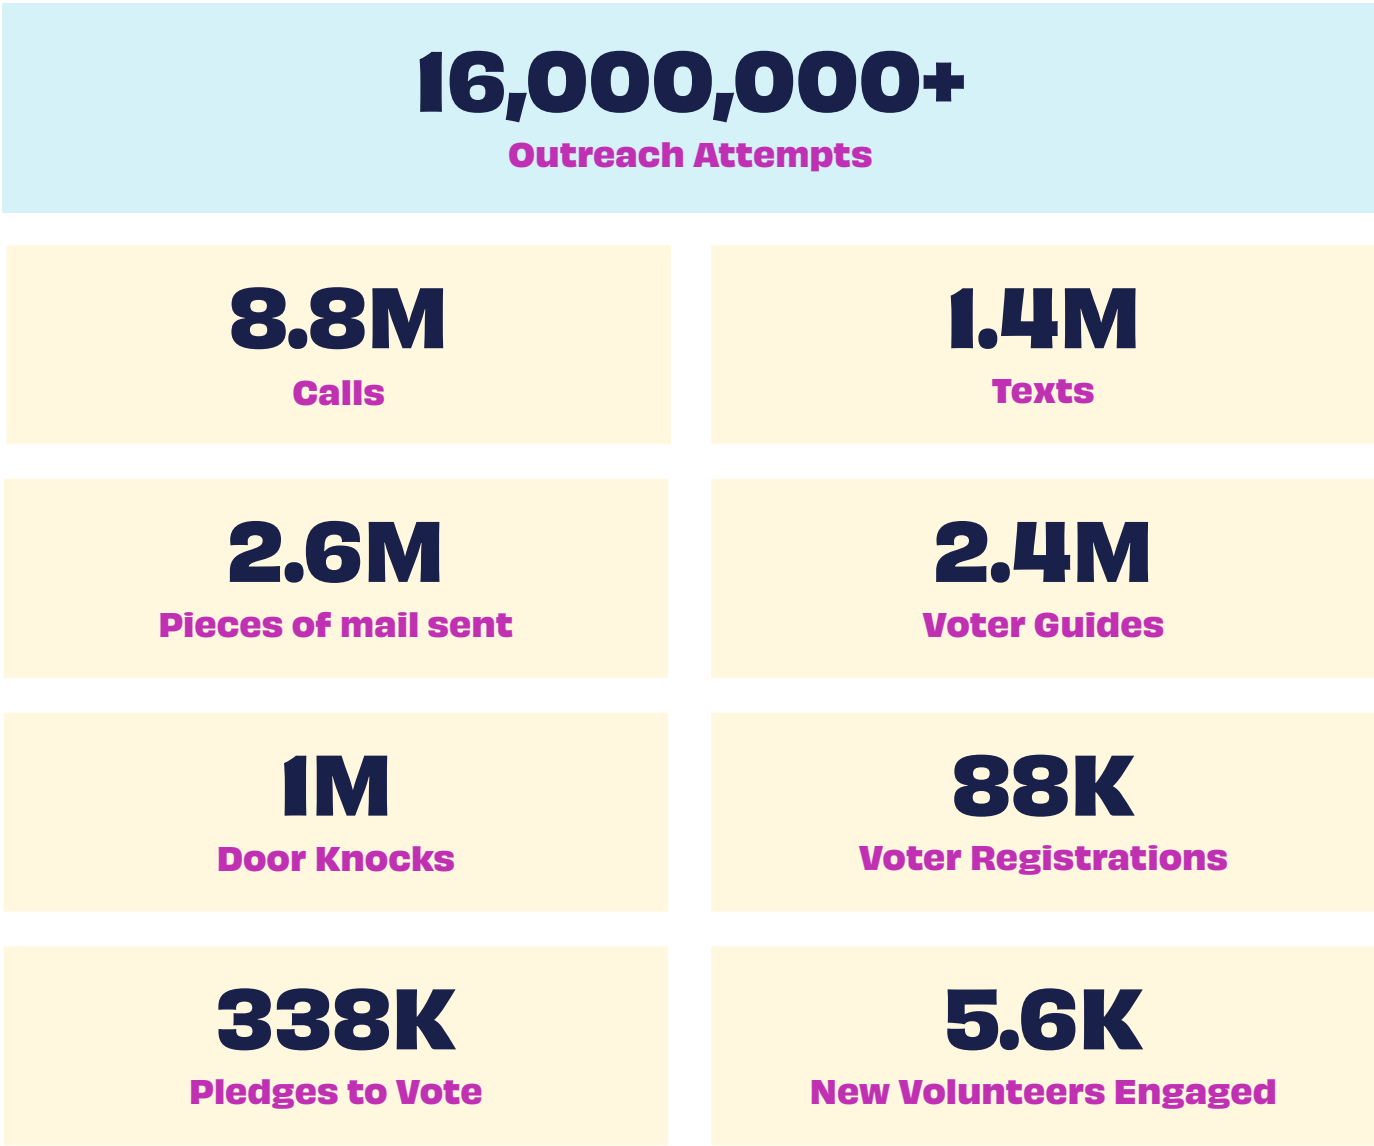 16,000,000+
Outreach Attempts
8.8M
Calls
1.4M
Texts
2.6M
Pieces of mail sent
2.4M
Voter Guides
1M
Door Knocks
88K
Voter Registrations
338K
Pledges to Vote
5.6K
New Volunteers Engaged